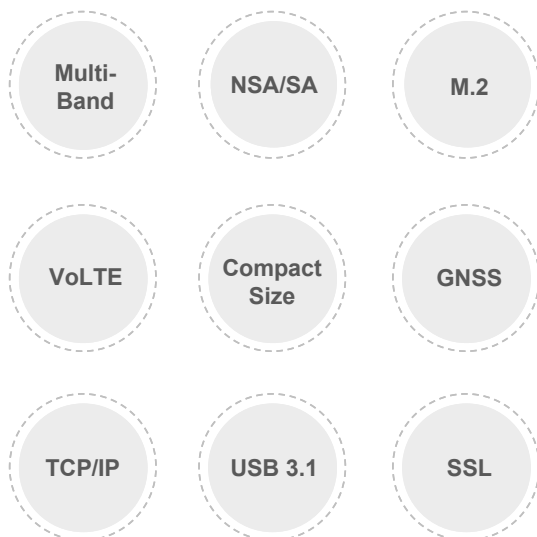 Multi-
Band
NSA/SA
M.2
VoLTE
Compact
Size
GNSS
TCP/IP
USB 3.1
SSL